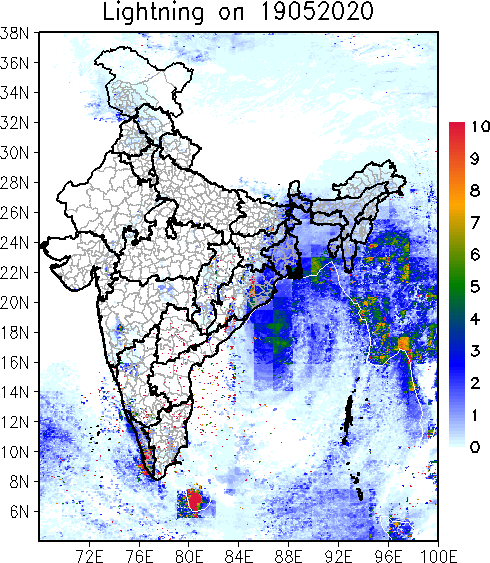 Lightning on 19052020
38N
36N
34N
32N
30N
28N
26N
24N
22N
20N
18N
16N
14N
12N
10N
8N
6N
72E 76E 80E 84E 88E 92E 96E 100E
10
9
8
7
6
5
4
3
2
1
0